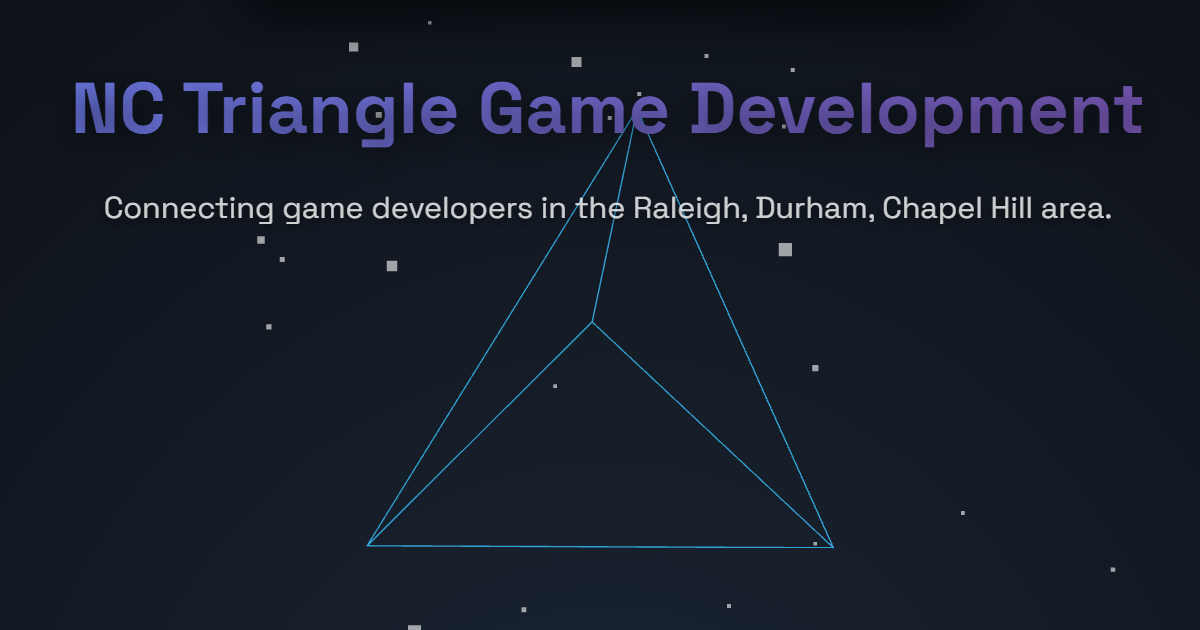 NC Triangle Game Development
Connecting game developers in the Raleigh, Durham, Chapel Hill area.